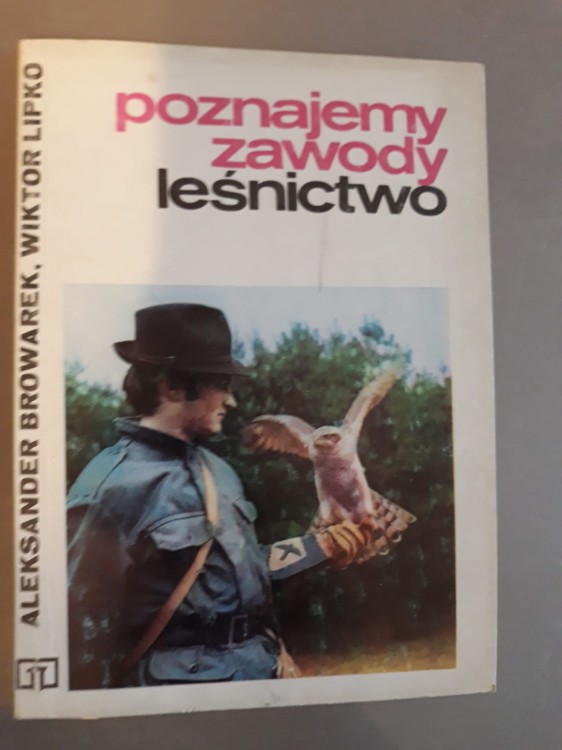 poznajemy
zawody
leśnictwo
ALEKSANDER BROWAREK, WIKTOR LIPKO